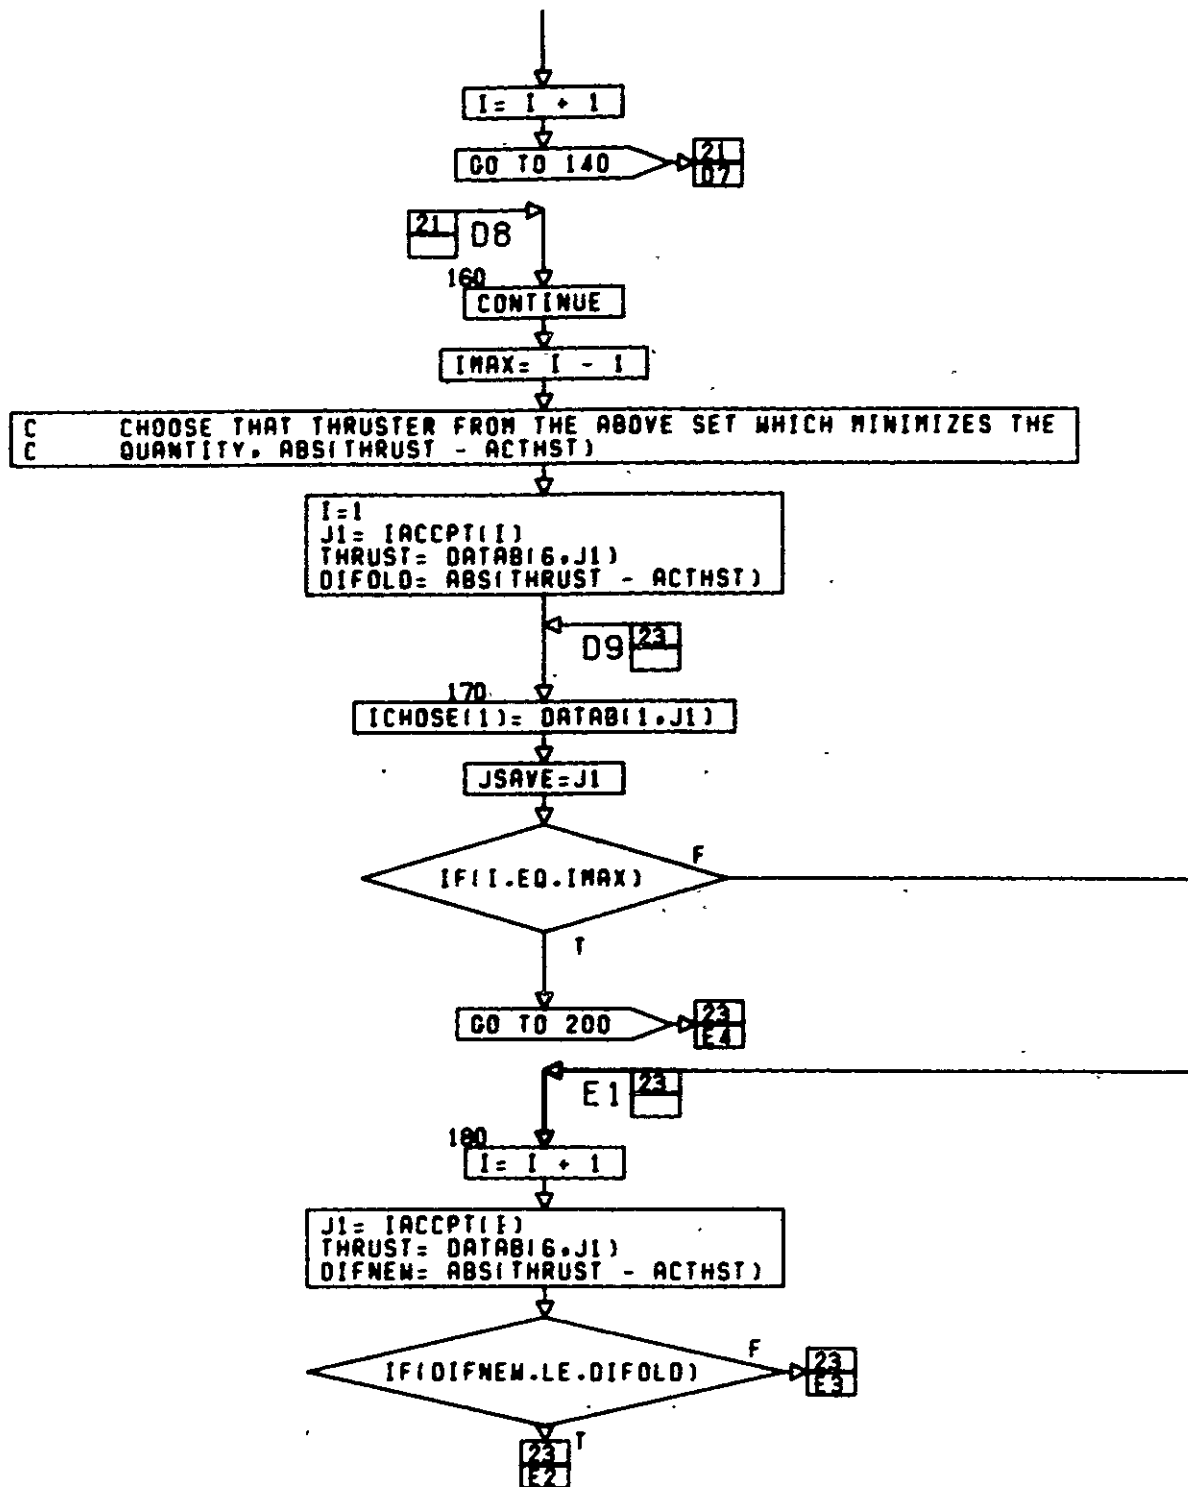 I= I + 1
GO TO 140
21
D7
21
D8
160
CONTINUE
IMAX= I - 1
C CHOOSE THAT THRUSTER FROM THE ABOVE SET WHICH MINIMIZES THE
C QUANTITY, ABS(THRUST - ACTHST)
I=1
J1= IACCPT(I)
THRUST= DATAB(6,J1)
DIFOLD= ABS(THRUST - ACTHST)
D9
23
170
ICHOSE(1)= DATAB(1,J1)
JSAVE=J1
IF(I.EQ.IMAX)
F
T
GO TO 200
23
E4
E1
23
180
I= I + 1
J1= IACCPT(I)
THRUST= DATAB(6,J1)
DIFNEW= ABS(THRUST - ACTHST)
IF(DIFNEW.LE.DIFOLD)
F
23
E3
T
23
E2